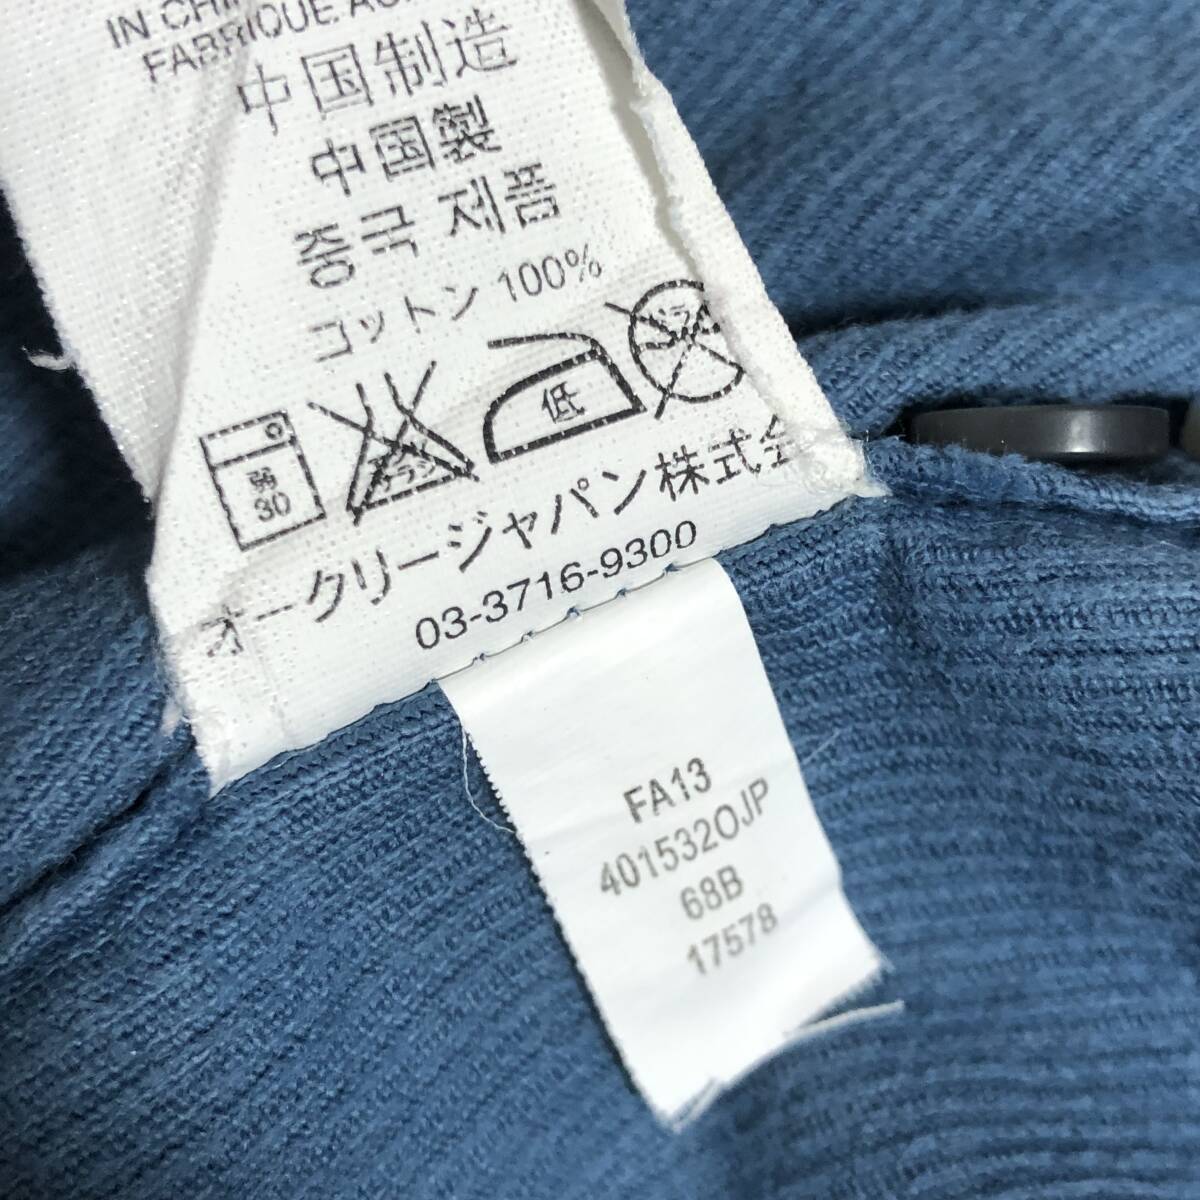 IN CHI
FABRIQUE AU
中国制造
中国製
중국 제품
コットン 100%
弱
30
低
オークリージャパン株式会
03-3716-9300
FA13
401532OJP
68B
17578